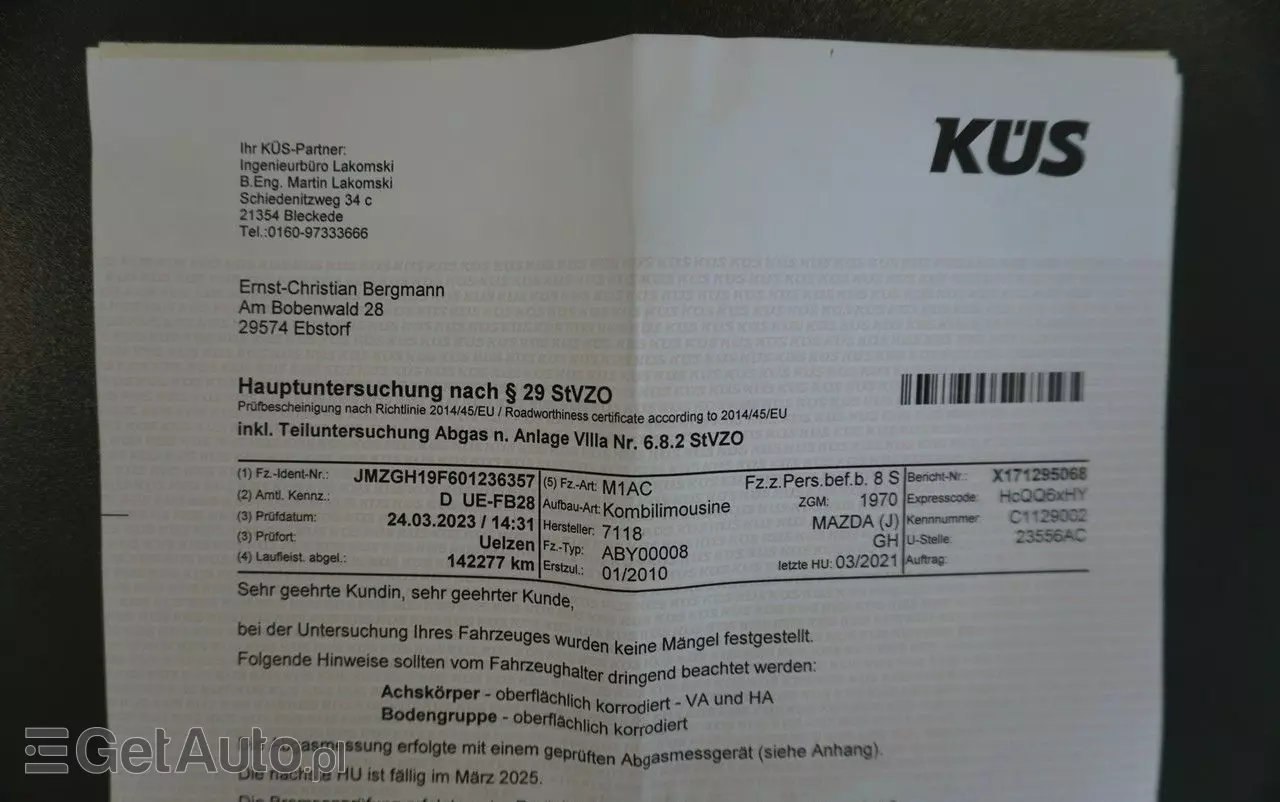 KÜS
Ihr KÜS-Partner:
Ingenieurbüro Lakomski
B.Eng. Martin Lakomski
Schiedenitzweg 34 c
21354 Bleckede
Tel.:0160-97333666
Ernst-Christian Bergmann
Am Bobenwald 28
29574 Ebstorf
Hauptuntersuchung nach § 29 StVZO
Prüfbescheinigung nach Richtlinie 2014/45/EU / Roadworthiness certificate according to 2014/45/EU
inkl. Teiluntersuchung Abgas n. Anlage VIIIa Nr. 6.8.2 StVZO
(1) Fz.-Ident-Nr.: JMZGH19F601236357 (5) Fz.-Art: M1AC Fz.z.Pers.bef.b. 8 S Bericht-Nr.: X171295068
(2) Amtl. Kennz.: D UE-FB28 Aufbau-Art: Kombilimousine ZGM: 1970 Expresscode: HcQQ6xHY
(3) Prüfdatum: 24.03.2023 / 14:31 Hersteller: 7118 MAZDA (J) Kennnummer C1129002
(3) Prüfort: Uelzen Fz.-Typ: ABY00008 GH U-Stelle: 23556AC
(4) Laufleist. abgel.: 142277 km Erstzul.: 01/2010 letzte HU: 03/2021 Auftrag:
Sehr geehrte Kundin, sehr geehrter Kunde,
bei der Untersuchung Ihres Fahrzeuges wurden keine Mängel festgestellt.
Folgende Hinweise sollten vom Fahrzeughalter dringend beachtet werden:
Achskörper - oberflächlich korrodiert - VA und HA
Bodengruppe - oberflächlich korrodiert
Die Abgasmessung erfolgte mit einem geprüften Abgasmessgerät (siehe Anhang).
Die nächste HU ist fällig im März 2025.
GetAuto.pl